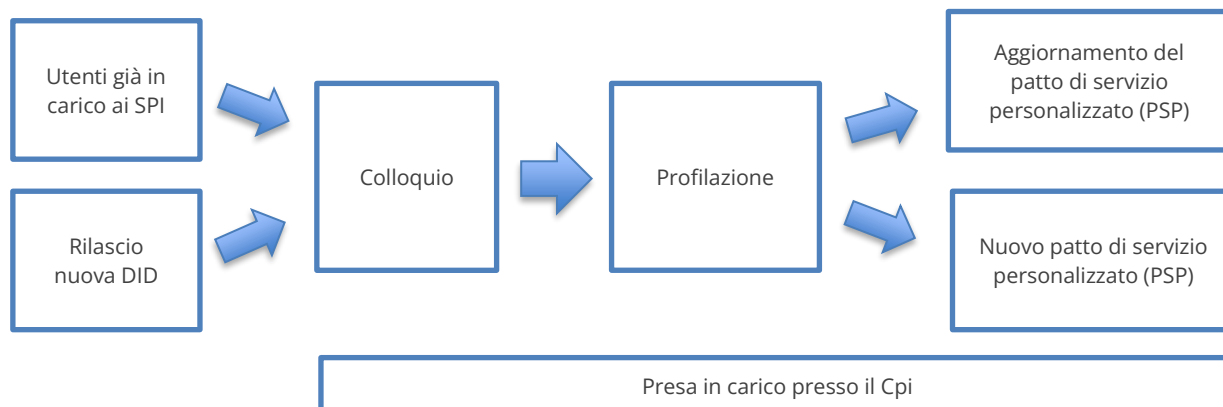 Utenti già in
carico ai SPI
Rilascio
nuova DID
Colloquio
Profilazione
Aggiornamento del
patto di servizio
personalizzato (PSP)
Nuovo patto di servizio
personalizzato (PSP)
Presa in carico presso il Cpi